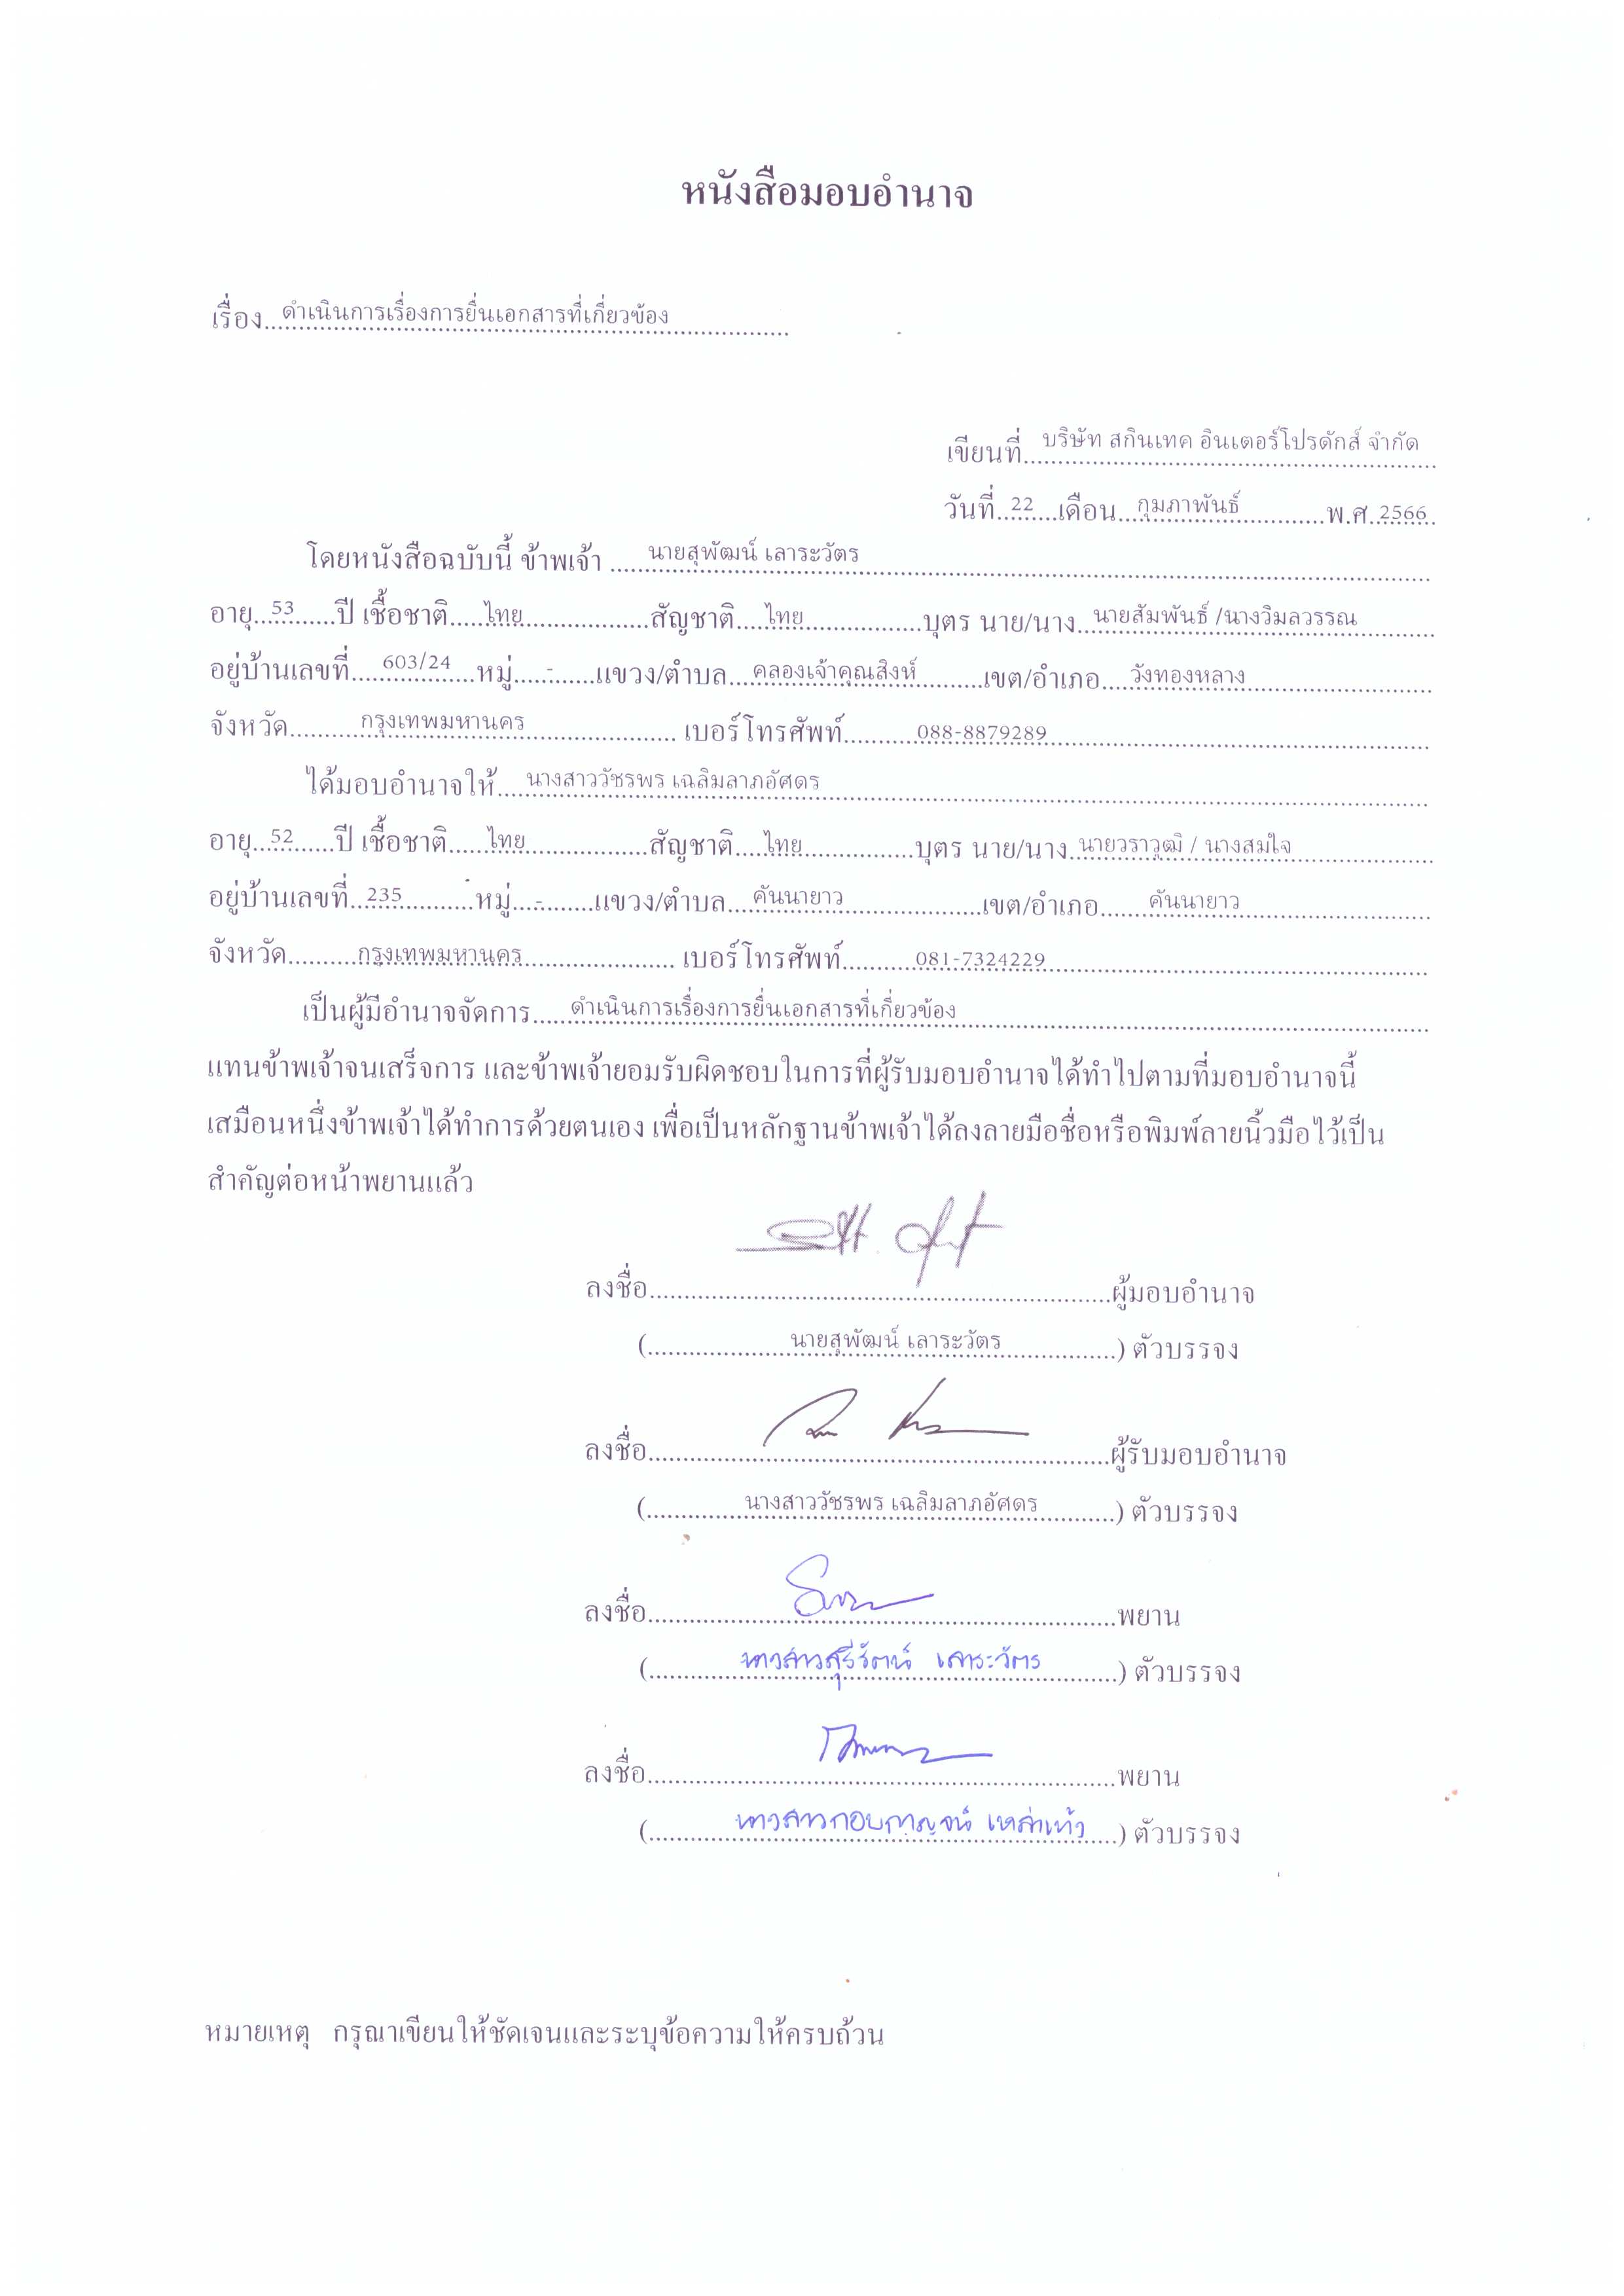 หนังสือมอบอำนาจ
เรื่อง ดำเนินการเรื่องการยื่นเอกสารที่เกี่ยวข้อง
เขียนที่ บริษัท สกินเทค อินเตอร์โปรดักส์ จำกัด
วันที่ 22 เดือน กุมภาพันธ์ พ.ศ. 2566
โดยหนังสือฉบับนี้ ข้าพเจ้า นายสุพัฒน์ เลาระวัตร
อายุ 53 ปี เชื้อชาติ ไทย สัญชาติ ไทย บุตร นาย/นาง นายสัมพันธ์ /นางวิมลวรรณ
อยู่บ้านเลขที่ 603/24 หมู่ - แขวง/ตำบล คลองเจ้าคุณสิงห์ เขต/อำเภอ วังทองหลาง
จังหวัด กรุงเทพมหานคร เบอร์โทรศัพท์ 088-8879289
ได้มอบอำนาจให้ นางสาววัชรพร เฉลิมลาภอัศดร
อายุ 52 ปี เชื้อชาติ ไทย สัญชาติ ไทย บุตร นาย/นาง นายวราวุฒิ / นางสมใจ
อยู่บ้านเลขที่ 235 หมู่ - แขวง/ตำบล คันนายาว เขต/อำเภอ คันนายาว
จังหวัด กรุงเทพมหานคร เบอร์โทรศัพท์ 081-7324229
เป็นผู้มีอำนาจจัดการ ดำเนินการเรื่องการยื่นเอกสารที่เกี่ยวข้อง
แทนข้าพเจ้าจนเสร็จการ และข้าพเจ้ายอมรับผิดชอบในการที่ผู้รับมอบอำนาจได้ทำไปตามที่มอบอำนาจนี้
เสมือนหนึ่งข้าพเจ้าได้ทำการด้วยตนเอง เพื่อเป็นหลักฐานข้าพเจ้าได้ลงลายมือชื่อหรือพิมพ์ลายนิ้วมือไว้เป็น
สำคัญต่อหน้าพยานแล้ว
ลงชื่อ ผู้มอบอำนาจ
( นายสุพัฒน์ เลาระวัตร ) ตัวบรรจง
ลงชื่อ ผู้รับมอบอำนาจ
( นางสาววัชรพร เฉลิมลาภอัศดร ) ตัวบรรจง
ลงชื่อ พยาน
( นางสาวสุรีรัตน์ เลาระวัตร ) ตัวบรรจง
ลงชื่อ พยาน
( นางสาวกอบกาญจน์ เหล่าเท้ง ) ตัวบรรจง
หมายเหตุ กรุณาเขียนให้ชัดเจนและระบุข้อความให้ครบถ้วน